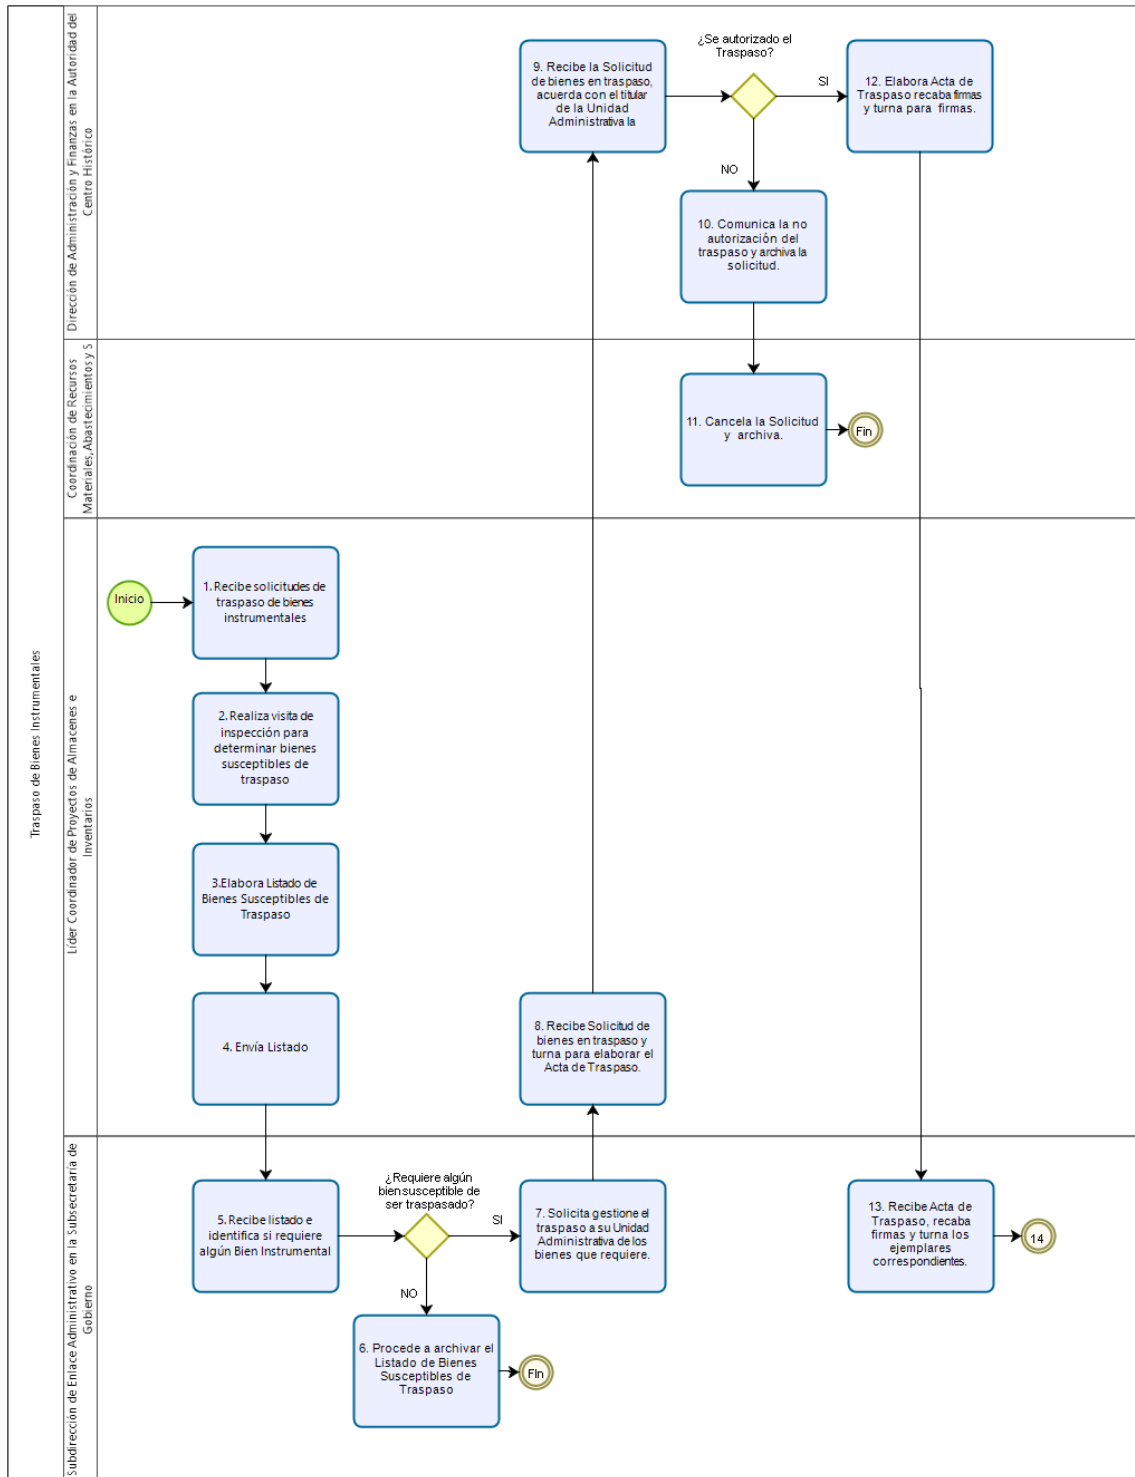 Traspaso de Bienes Instrumentales
Dirección de Administración y Finanzas en la Autoridad del
Centro Histórico
9. Recibe la Solicitud
de bienes en traspaso,
acuerda con el titular
de la Unidad
Administrativa la
¿Se autorizado el
Traspaso?
SI
12. Elabora Acta de
Traspaso recaba firmas
y turna para firmas.
NO
10. Comunica la no
autorización del
traspaso y archiva la
solicitud.
Coordinación de Recursos
Materiales, Abastecimientos y S
11. Cancela la Solicitud
y archiva.
Fin
Líder Coordinador de Proyectos de Almacenes e
Inventarios
Inicio
1. Recibe solicitudes de
traspaso de bienes
instrumentales
2. Realiza visita de
inspección para
determinar bienes
susceptibles de
traspaso
3.Elabora Listado de
Bienes Susceptibles de
Traspaso
4. Envía Listado
8. Recibe Solicitud de
bienes en traspaso y
turna para elaborar el
Acta de Traspaso.
Subdirección de Enlace Administrativo en la Subsecretaría de
Gobierno
5. Recibe listado e
identifica si requiere
algún Bien Instrumental
¿Requiere algún
bien susceptible de
ser traspasado?
SI
7. Solicita gestione el
traspaso a su Unidad
Administrativa de los
bienes que requiere.
NO
6. Procede a archivar el
Listado de Bienes
Susceptibles de
Traspaso
FIn
13. Recibe Acta de
Traspaso, recaba
firmas y turna los
ejemplares
correspondientes.
14